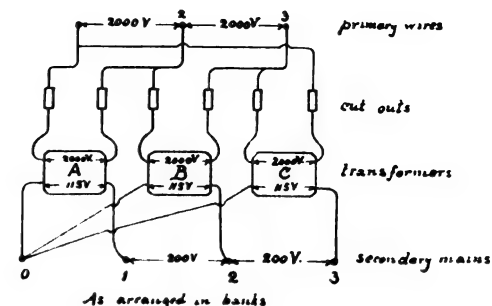 2000V 2 2000V 3 primary wires
cut outs
2000V 2000V 2000V
A B C transformers
115V 115V 115V
200V 200V. secondary mains
0 1 2 3
As arranged in banks